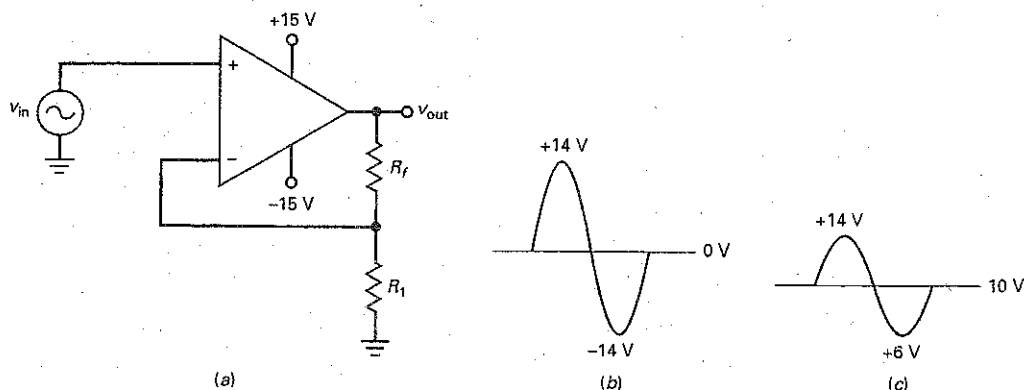 +15 V
+
v_in
v_out
−
R_f
−15 V
R_1
(a)
+14 V
0 V
−14 V
(b)
+14 V
10 V
+6 V
(c)